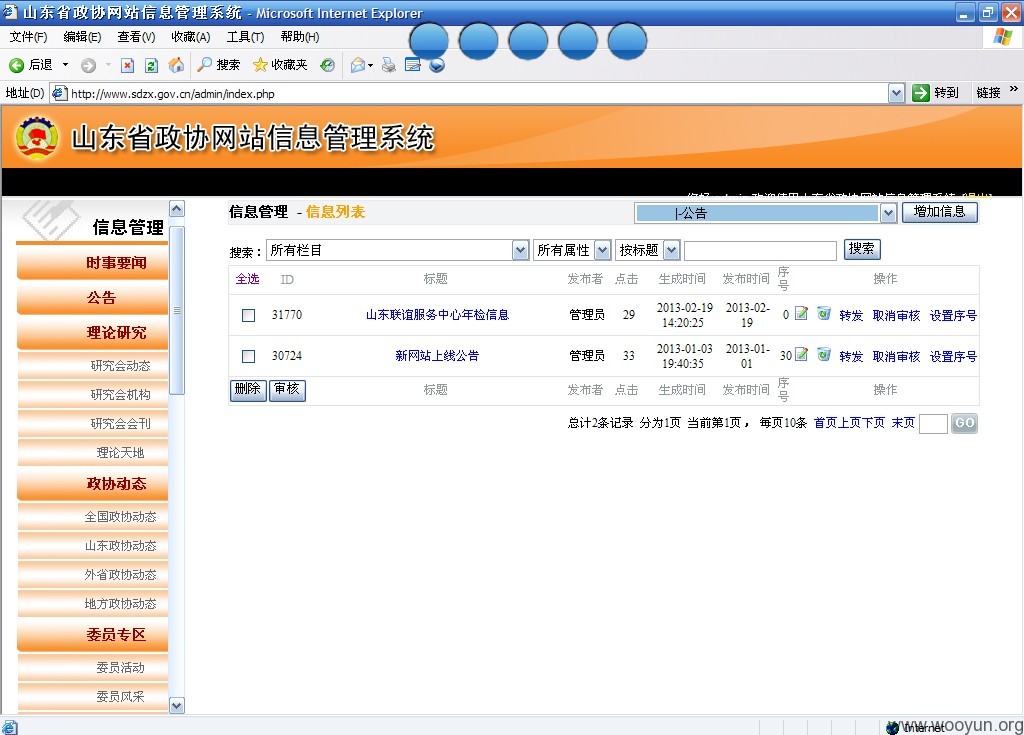 山东省政协网站信息管理系统 - Microsoft Internet Explorer
文件(F) 编辑(E) 查看(V) 收藏(A) 工具(T) 帮助(H)
后退 搜索 收藏夹
地址(D) http://www.sdzx.gov.cn/admin/index.php 转到 链接 »
山东省政协网站信息管理系统
信息管理
时事要闻
公告
理论研究
研究会动态
研究会机构
研究会会刊
理论天地
政协动态
全国政协动态
山东政协动态
外省政协动态
地方政协动态
委员专区
委员活动
委员风采
信息管理 - 信息列表 |-公告 增加信息
搜索： 所有栏目 所有属性 按标题 搜索
全选 ID 标题 发布者 点击 生成时间 发布时间 序号 操作
31770 山东联谊服务中心年检信息 管理员 29 2013-02-19 14:20:25 2013-02-19 0 转发 取消审核 设置序号
30724 新网站上线公告 管理员 33 2013-01-03 19:40:35 2013-01-01 30 转发 取消审核 设置序号
删除 审核 标题 发布者 点击 生成时间 发布时间 序号 操作
总计2条记录 分为1页 当前第1页， 每页10条 首页上页下页 末页 GO
Internet
www.wooyun.org